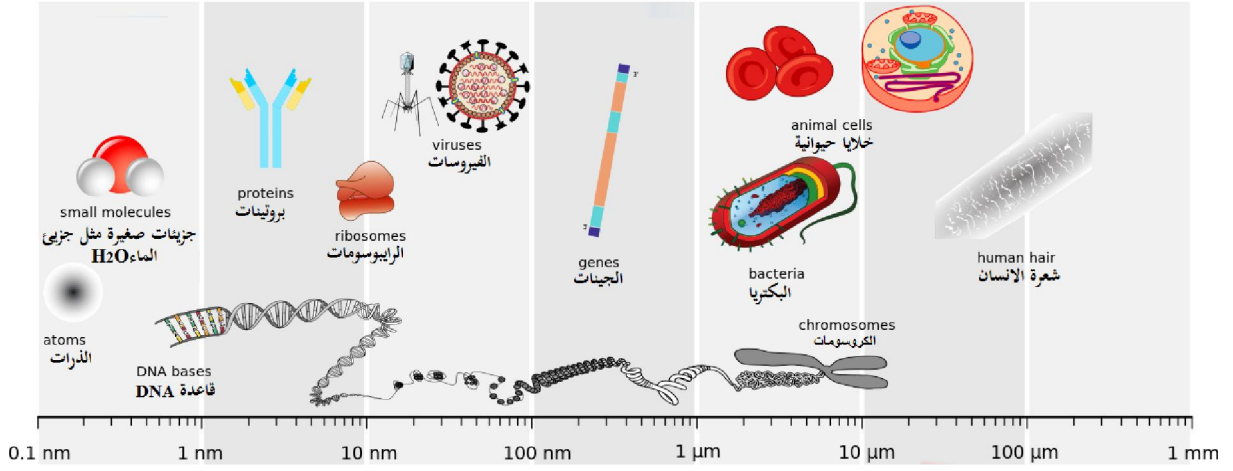 small molecules
جزيئات صغيرة مثل جزيئ
الماءH2O
atoms
الذرات
proteins
بروتينات
DNA bases
قاعدة DNA
ribosomes
الرايبوسومات
viruses
الفيروسات
3'
5'
genes
الجينات
animal cells
خلايا حيوانية
bacteria
البكتريا
chromosomes
الكروسومات
human hair
شعرة الانسان
0.1 nm 1 nm 10 nm 100 nm 1 μm 10 μm 100 μm 1 mm